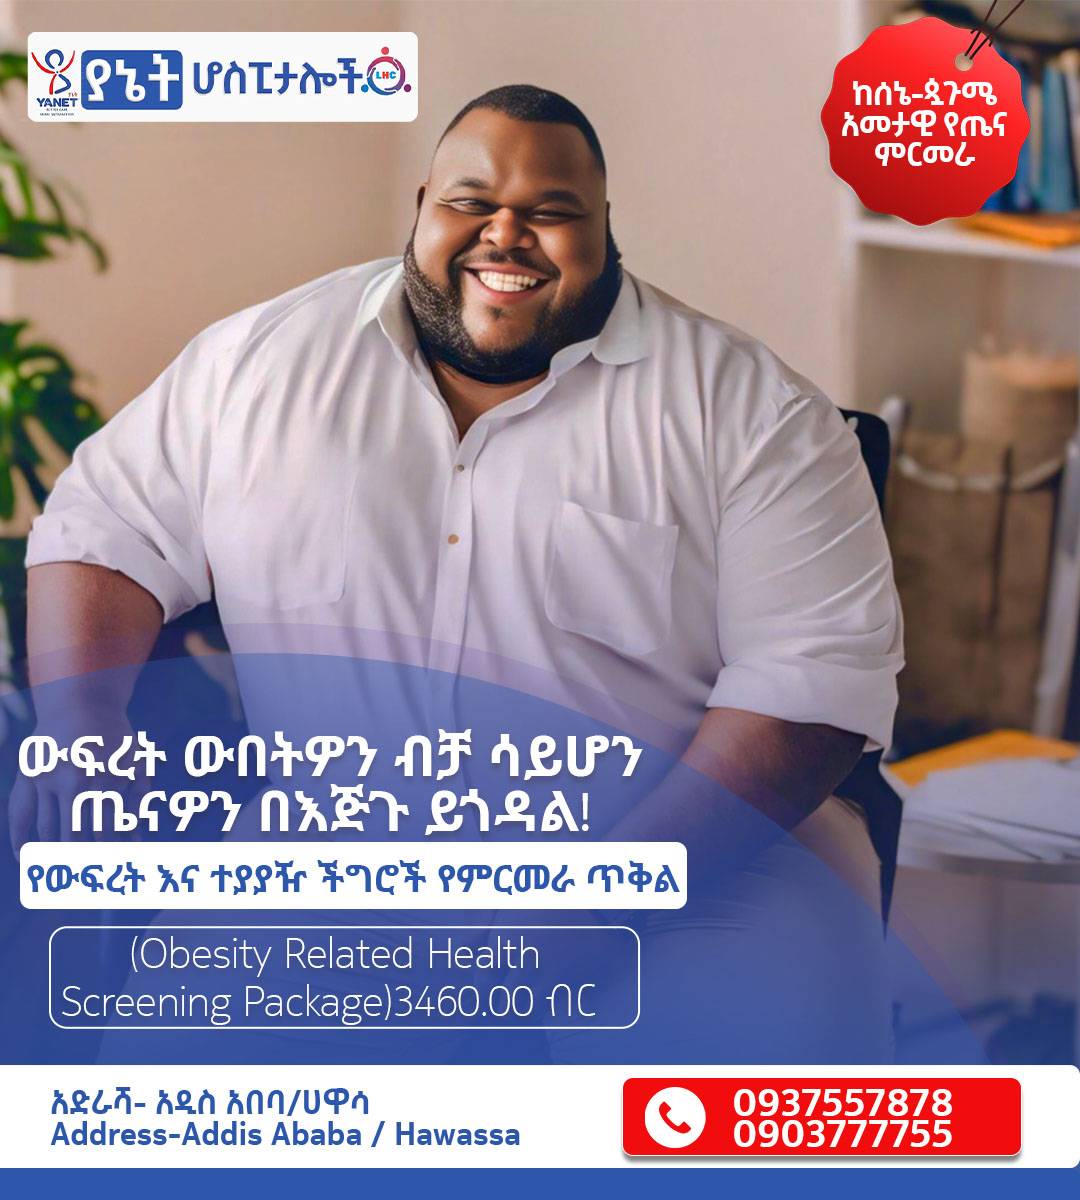 YANET
ያኔት ሆስፒታሎች
LHC
ከሰኔ-ጷጉሜ
አመታዊ የጤና
ምርመራ
ውፍረት ውበትዎን ብቻ ሳይሆን
ጤናዎን በእጅጉ ይጎዳል!
የውፍረት እና ተያያዥ ችግሮች የምርመራ ጥቅል
(Obesity Related Health
Screening Package)3460.00 ብር
አድራሻ- አዲስ አበባ/ሀዋሳ
Address-Addis Ababa / Hawassa
0937557878
0903777755